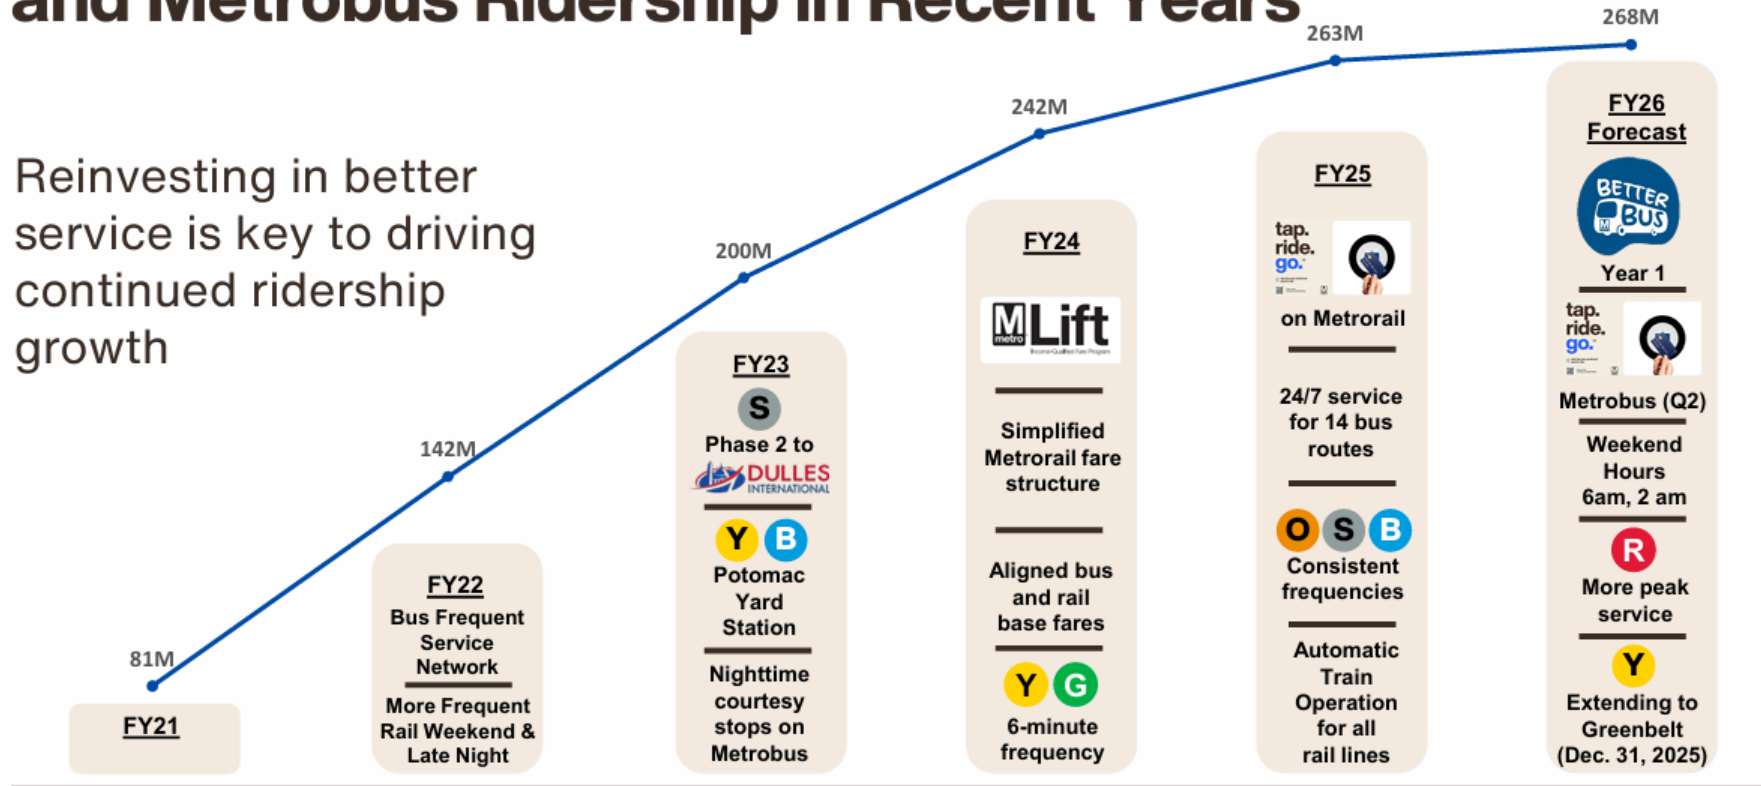 and Metrobus Ridership in Recent Years
Reinvesting in better
service is key to driving
continued ridership
growth
81M
142M
200M
242M
263M
268M
FY21
FY22
Bus Frequent
Service
Network
More Frequent
Rail Weekend &
Late Night
FY23
S
Phase 2 to
DULLES
INTERNATIONAL
Y B
Potomac
Yard
Station
Nighttime
courtesy
stops on
Metrobus
FY24
M
metro
Lift
Income-Qualified Fare Program
Simplified
Metrorail fare
structure
Aligned bus
and rail
base fares
Y G
6-minute
frequency
FY25
tap.
ride.
go.
on Metrorail
24/7 service
for 14 bus
routes
O S B
Consistent
frequencies
Automatic
Train
Operation
for all
rail lines
FY26
Forecast
BETTER
BUS
M
Year 1
tap.
ride.
go.
Metrobus (Q2)
Weekend
Hours
6am, 2 am
R
More peak
service
Y
Extending to
Greenbelt
(Dec. 31, 2025)